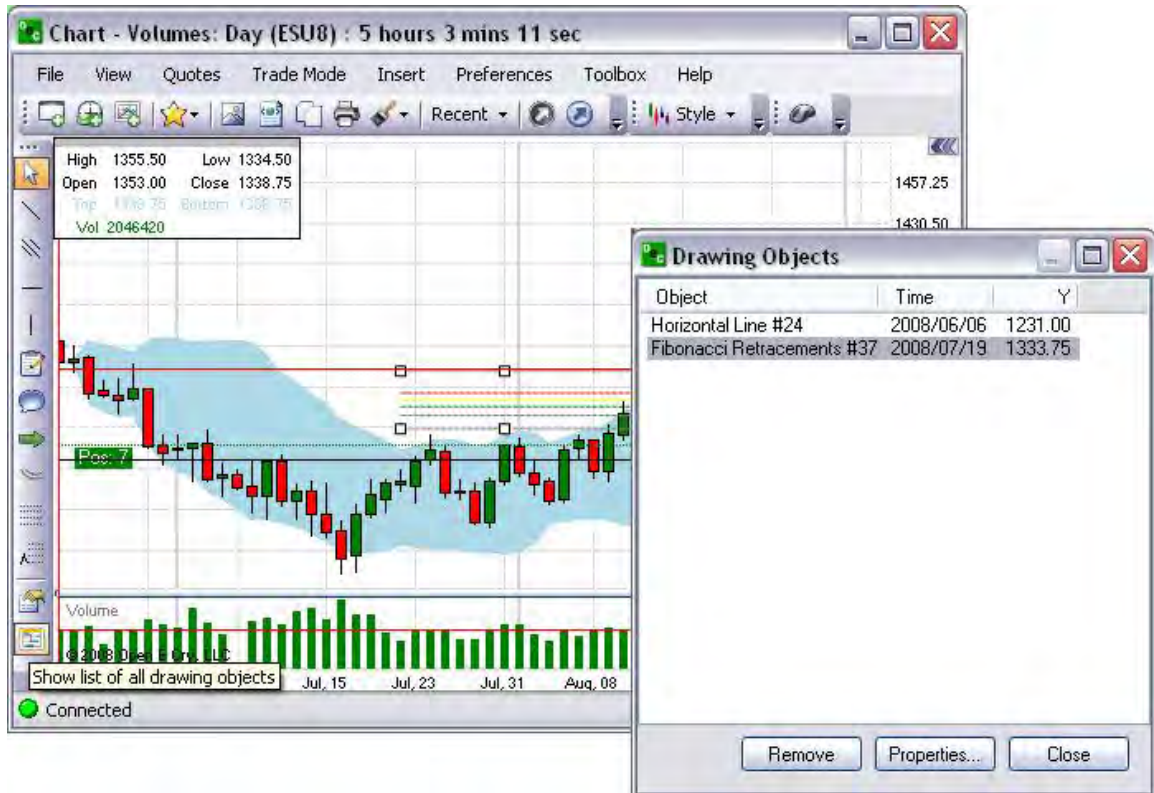 Chart - Volumes: Day (ESU8) : 5 hours 3 mins 11 sec
File View Quotes Trade Mode Insert Preferences Toolbox Help
Recent Style
High 1355.50 Low 1334.50
Open 1353.00 Close 1338.75
Top Bottom
Vol 2046420
1457.25
1430.50
Pos: 7
Volume
© 2008 Open E Cry, LLC
Show list of all drawing objects
Jul, 15 Jul, 23 Jul, 31 Aug, 08
Connected
Drawing Objects
Object Time Y
Horizontal Line #24 2008/06/06 1231.00
Fibonacci Retracements #37 2008/07/19 1333.75
Remove Properties... Close